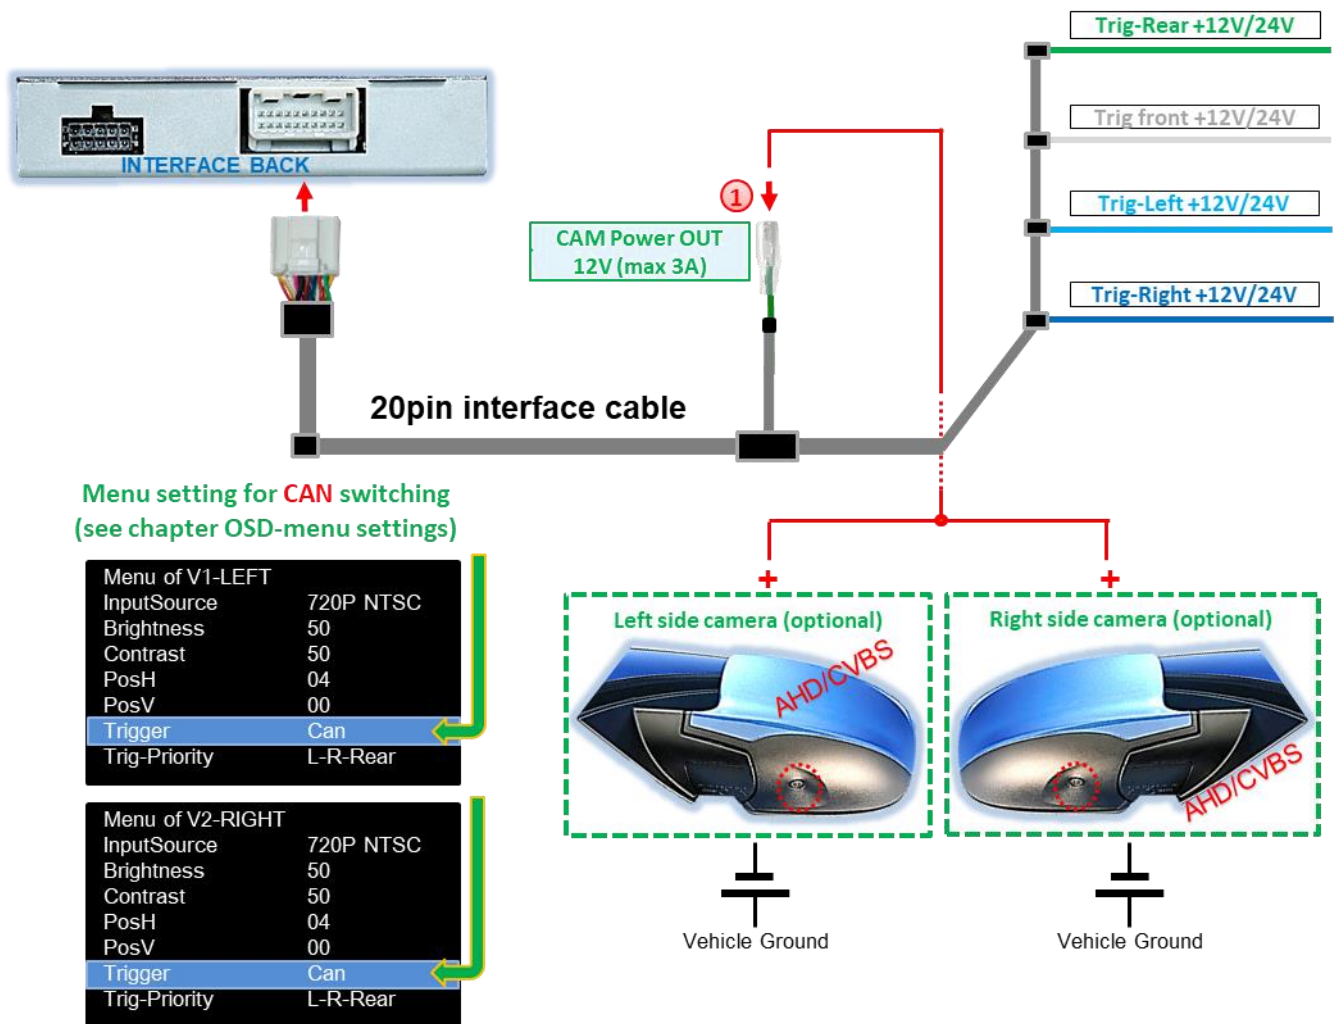 Trig-Rear +12V/24V
Trig front +12V/24V
INTERFACE BACK
1
Trig-Left +12V/24V
CAM Power OUT
12V (max 3A)
Trig-Right +12V/24V
20pin interface cable
Menu setting for CAN switching
(see chapter OSD-menu settings)
Menu of V1-LEFT
InputSource 720P NTSC
Brightness 50
Contrast 50
PosH 04
PosV 00
Trigger Can
Trig-Priority L-R-Rear
+
+
Left side camera (optional)
AHD/CVBS
Right side camera (optional)
AHD/CVBS
Menu of V2-RIGHT
InputSource 720P NTSC
Brightness 50
Contrast 50
PosH 04
PosV 00
Trigger Can
Trig-Priority L-R-Rear
Vehicle Ground
Vehicle Ground